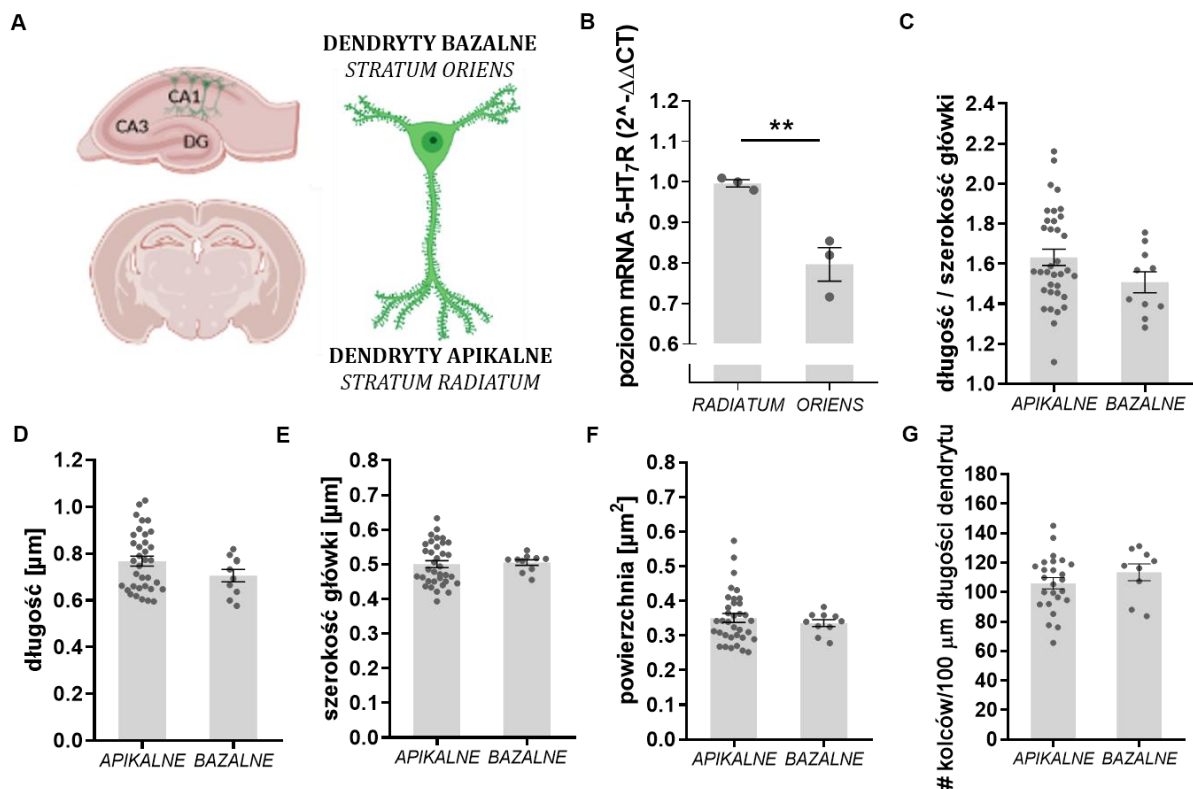 A
DENDRYTY BAZALNE
STRATUM ORIENS
CA1
CA3
DG
DENDRYTY APIKALNE
STRATUM RADIATUM
B
poziom mRNA 5-HT₇R (2^-ΔΔCT)
1.2
1.1
1.0
0.9
0.8
0.7
0.6
**
RADIATUM ORIENS
C
długość / szerokość główki
2.4
2.2
2.0
1.8
1.6
1.4
1.2
1.0
APIKALNE BAZALNE
D
długość [µm]
1.2
1.0
0.8
0.6
0.4
0.2
0.0
APIKALNE BAZALNE
E
szerokość główki [µm]
0.8
0.7
0.6
0.5
0.4
0.3
0.2
0.1
0.0
APIKALNE BAZALNE
F
powierzchnia [µm²]
0.8
0.7
0.6
0.5
0.4
0.3
0.2
0.1
0.0
APIKALNE BAZALNE
G
# kolców/100 µm długości dendrytu
180
160
140
120
100
80
60
40
20
0
APIKALNE BAZALNE